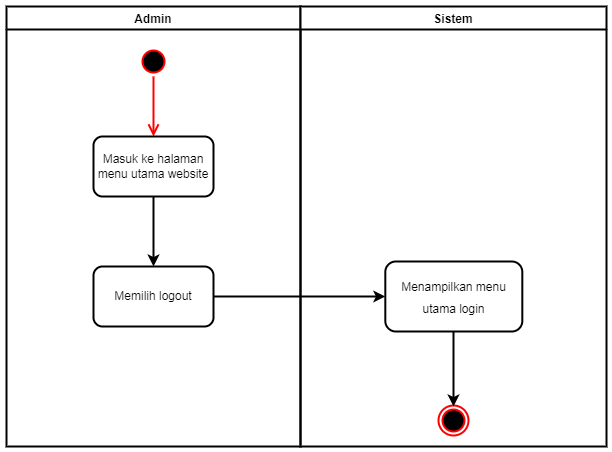 Admin
Sistem
Masuk ke halaman
menu utama website
Memilih logout
Menampilkan menu
utama login